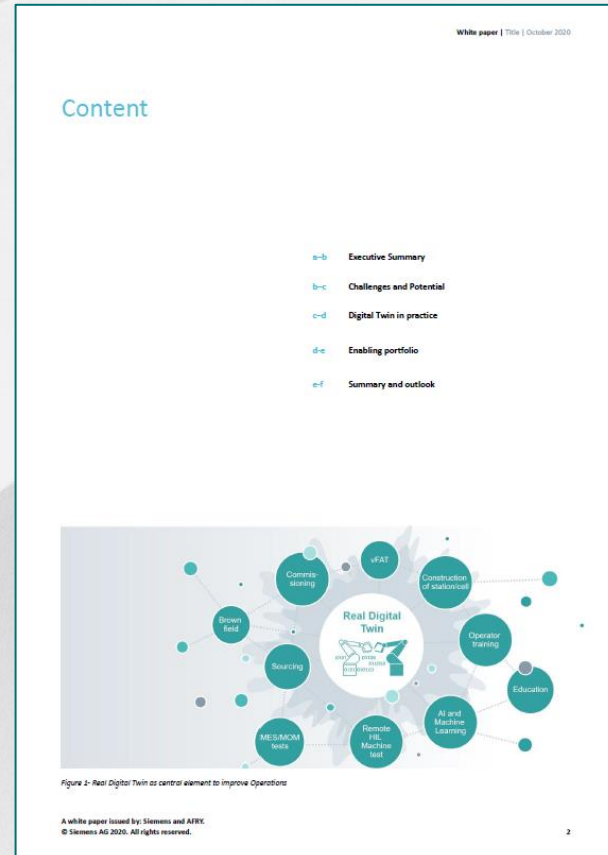 White paper | Title | October 2020
Content
a–b Executive Summary
b–c Challenges and Potential
c–d Digital Twin in practice
d-e Enabling portfolio
e-f Summary and outlook
vFAT
Commis-
sioning
Construction
of station/cell
Brown
field
Real Digital
Twin
Operator
training
Sourcing
Education
MES/MOM
tests
Remote
HIL
Machine
test
AI and
Machine
Learning
Figure 1- Real Digital Twin as central element to improve Operations
A white paper issued by: Siemens and AFRY.
© Siemens AG 2020. All rights reserved.
2